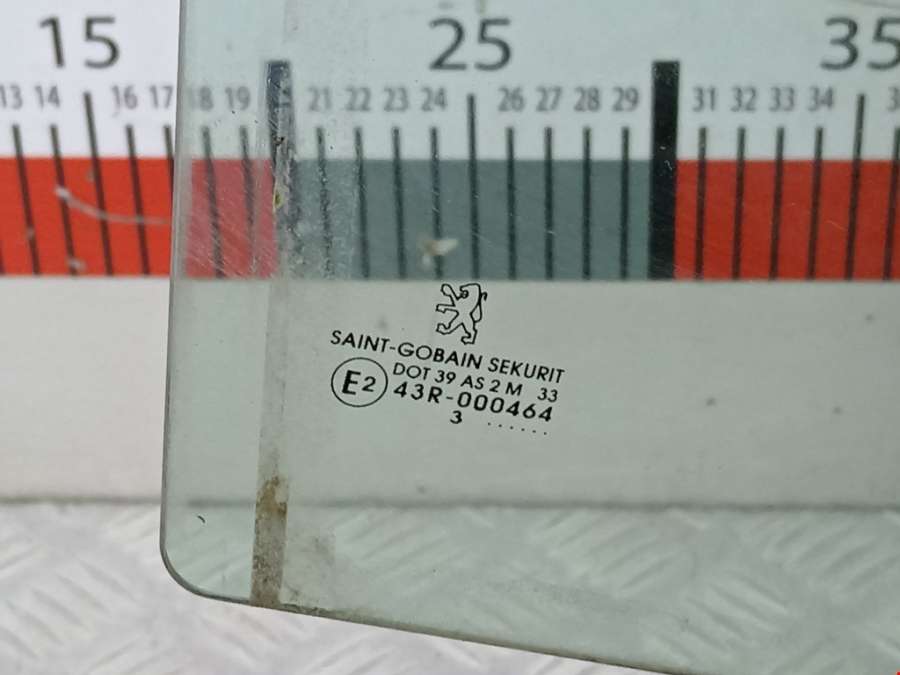 15 25 35
13 14 16 17 18 19 21 22 23 24 26 27 28 29 31 32 33 34
SAINT-GOBAIN SEKURIT
DOT 39 AS 2 M 33
E2 43R-000464
3 ......